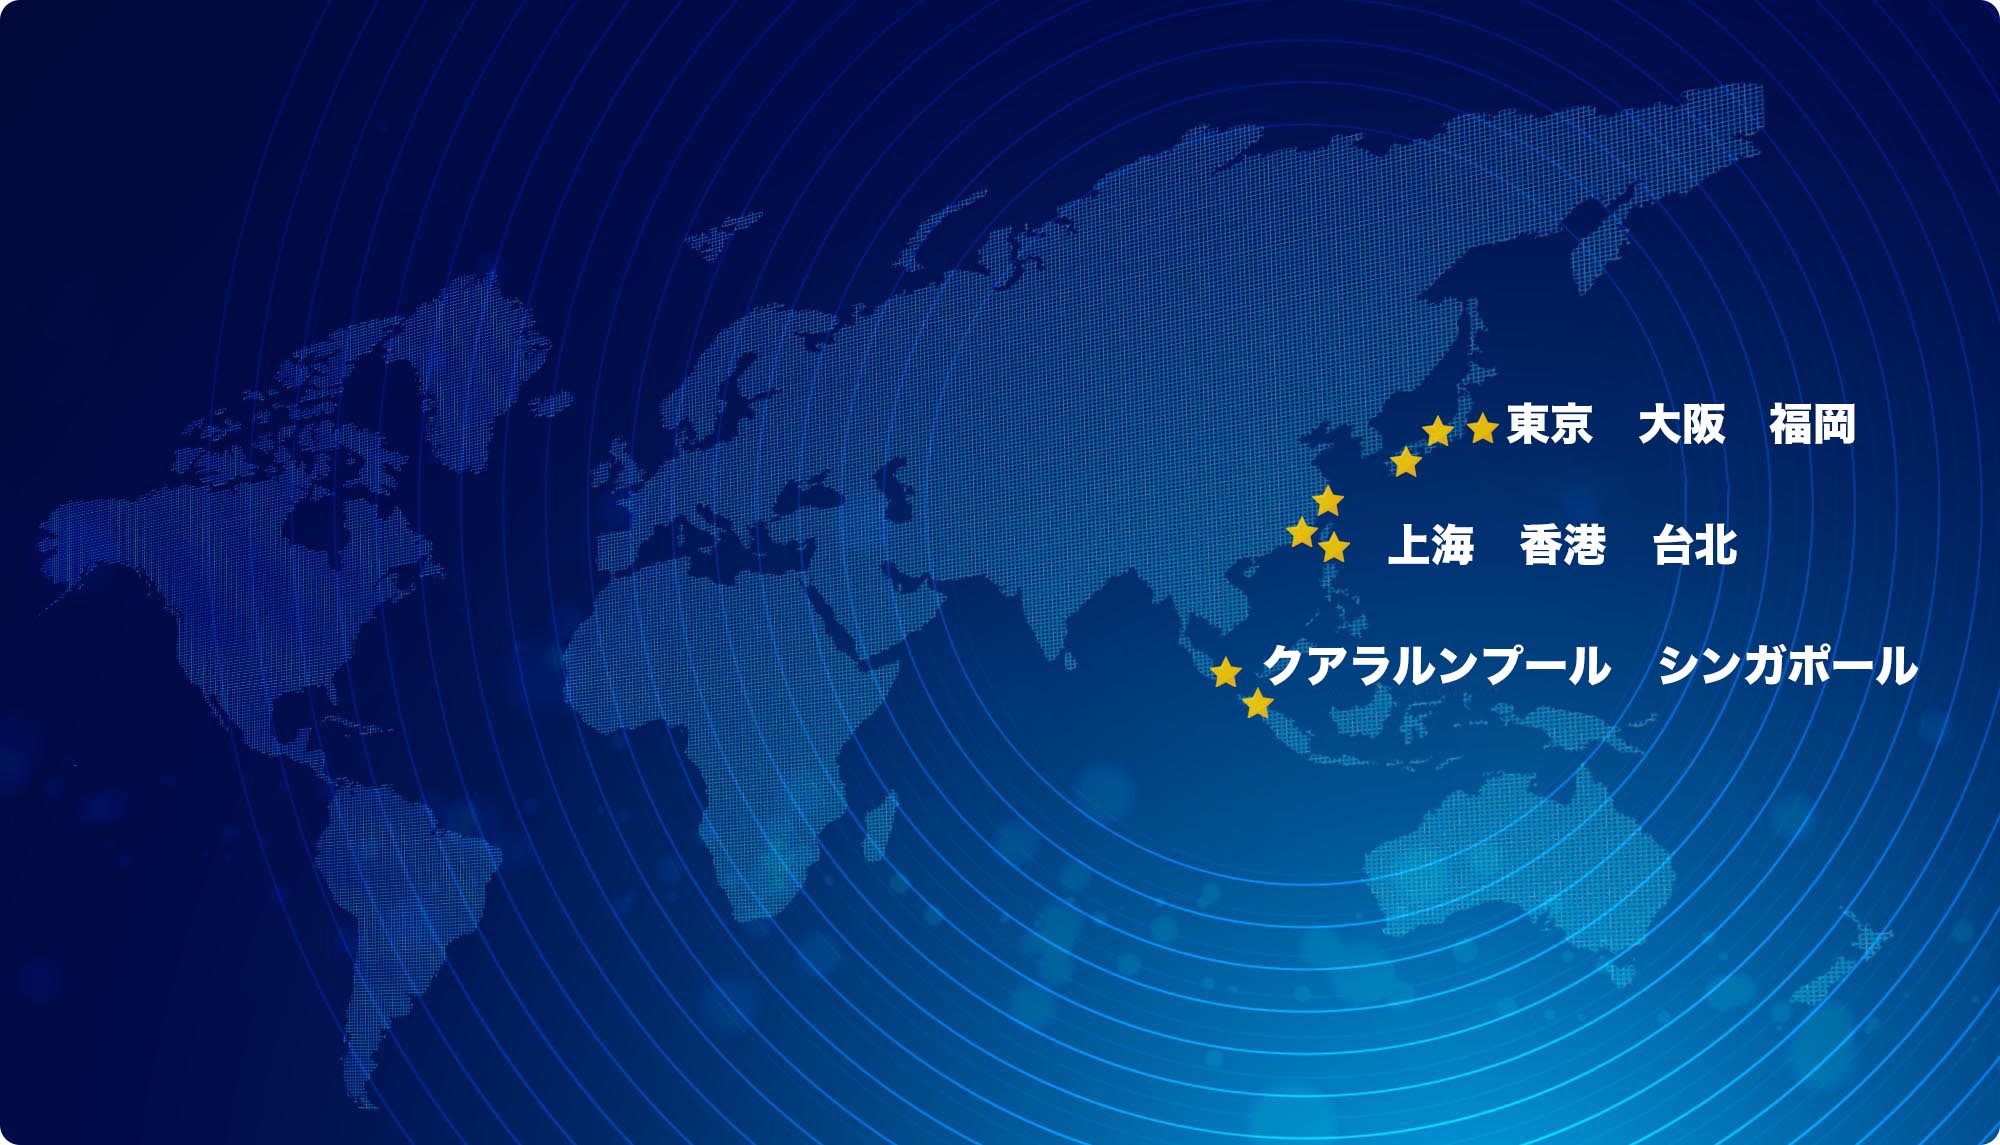 東京　大阪　福岡
上海　香港　台北
クアラルンプール　シンガポール